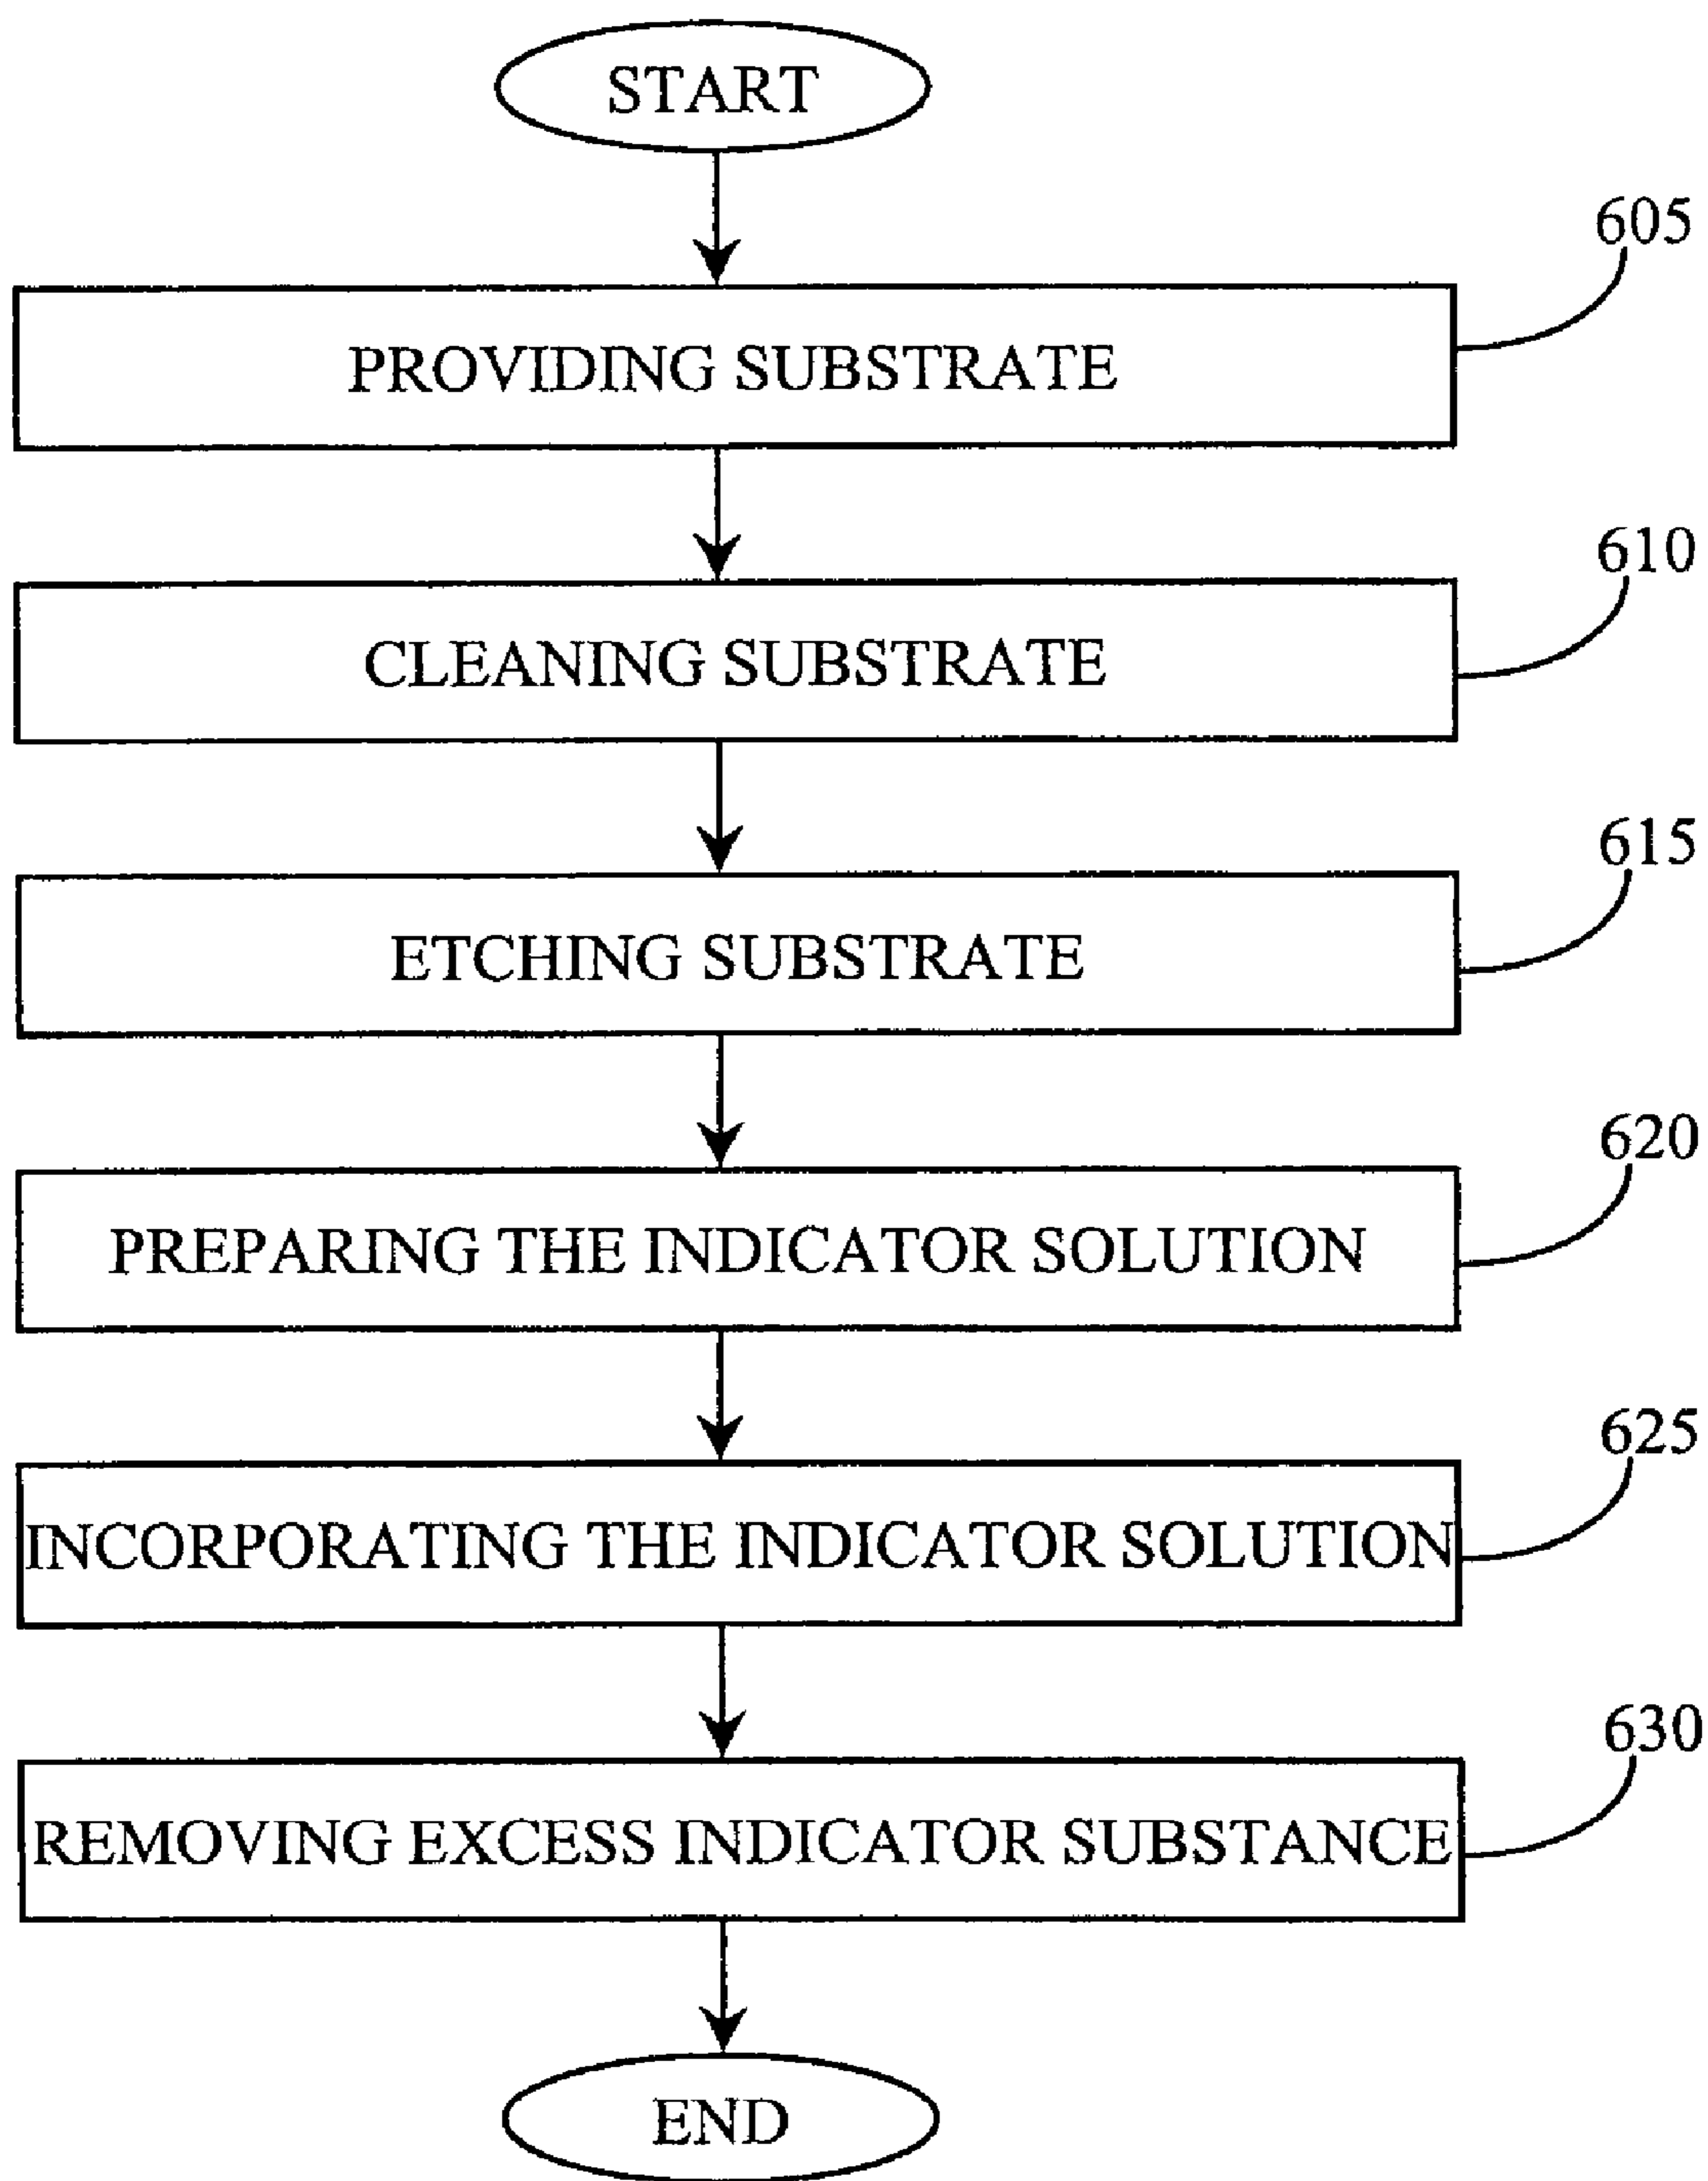 START
605
PROVIDING SUBSTRATE
610
CLEANING SUBSTRATE
615
ETCHING SUBSTRATE
620
PREPARING THE INDICATOR SOLUTION
625
INCORPORATING THE INDICATOR SOLUTION
630
REMOVING EXCESS INDICATOR SUBSTANCE
END